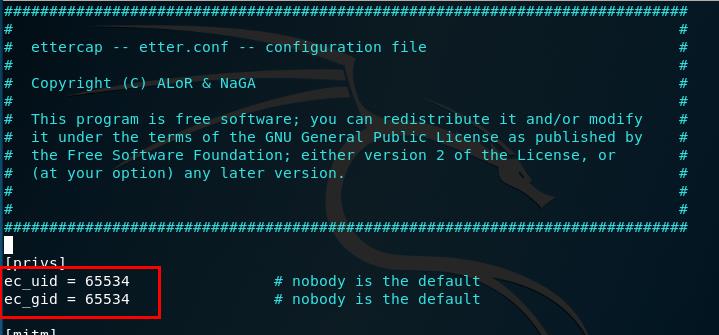 ###############################################################################
#                                                                          #
#  ettercap -- etter.conf -- configuration file                            #
#                                                                          #
#  Copyright (C) ALoR & NaGA                                               #
#                                                                          #
#  This program is free software; you can redistribute it and/or modify    #
#  it under the terms of the GNU General Public License as published by    #
#  the Free Software Foundation; either version 2 of the License, or       #
#  (at your option) any later version.                                     #
#                                                                          #
#                                                                          #
###############################################################################
[privs]
ec_uid = 65534                # nobody is the default
ec_gid = 65534                # nobody is the default
[mitm]